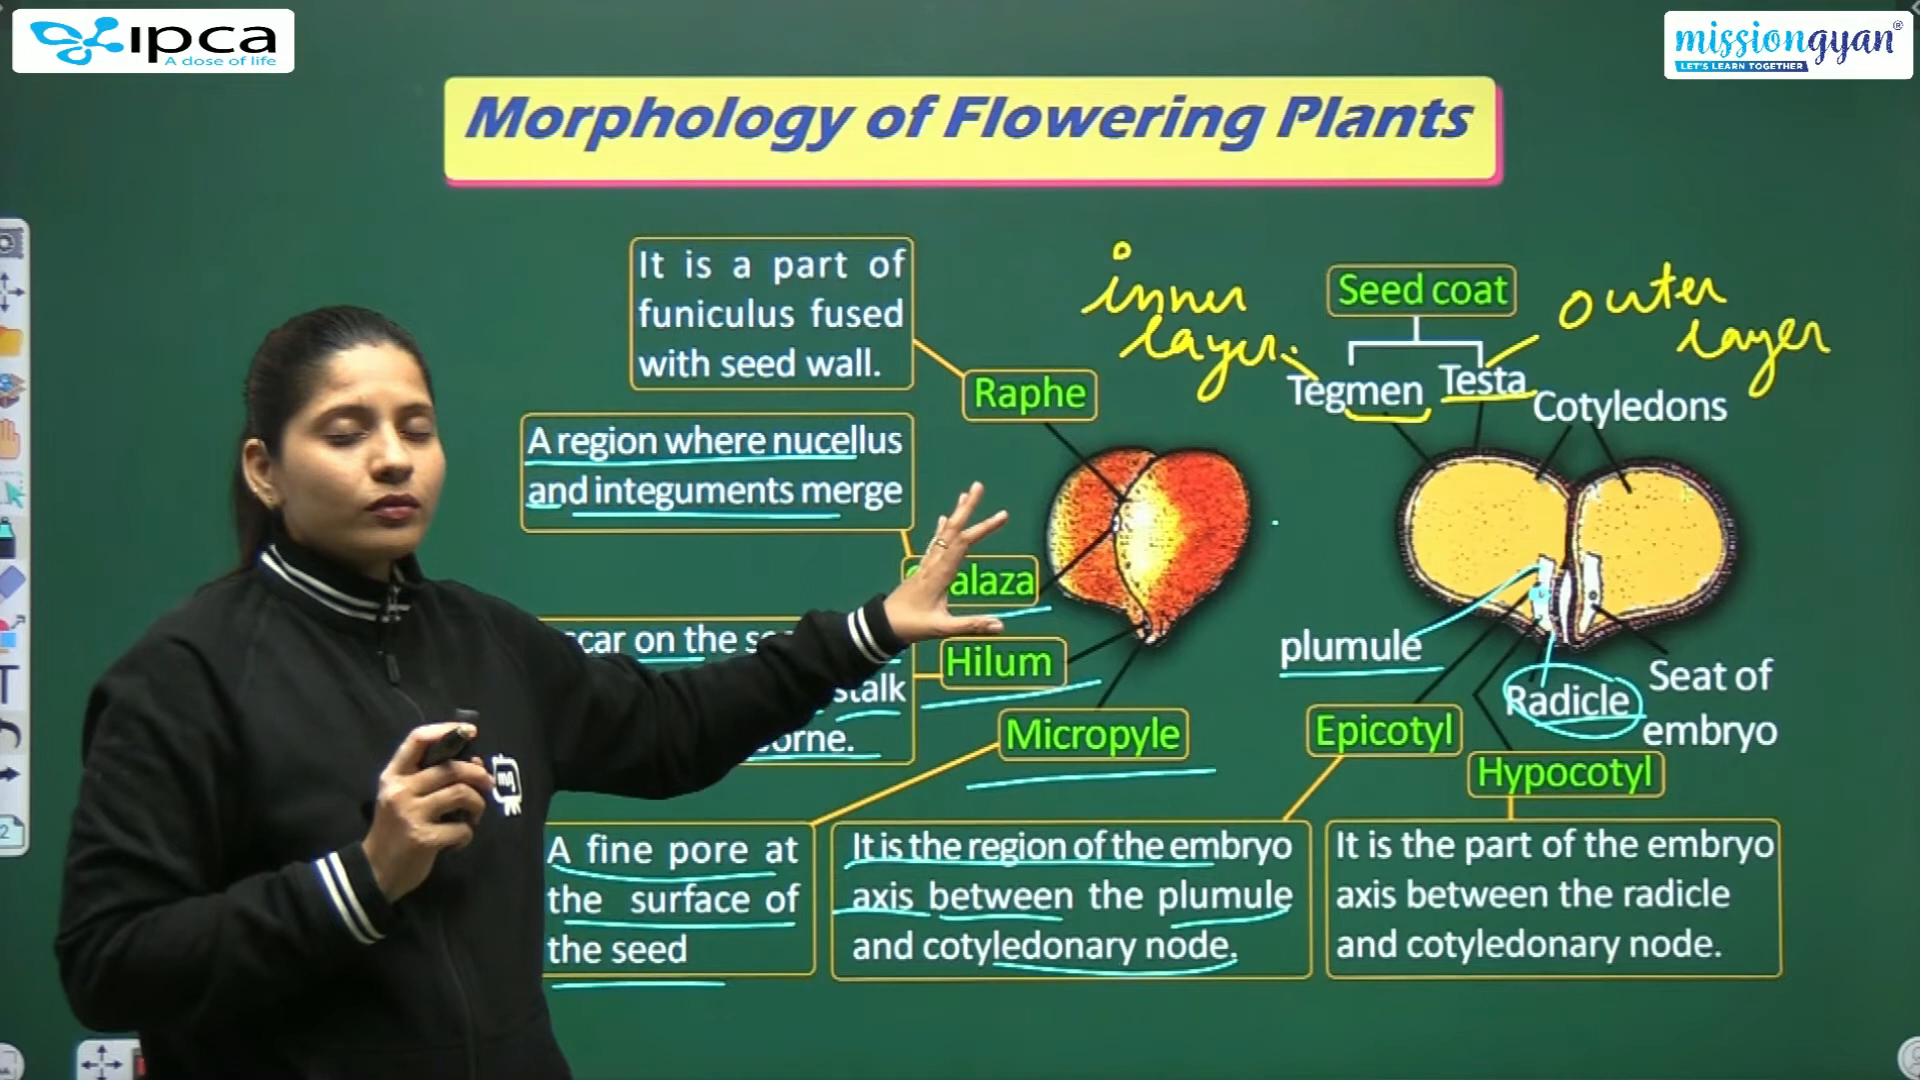 ipca
A dose of life
missiongyan®
LET'S LEARN TOGETHER
Morphology of Flowering Plants
It is a part of
funiculus fused
with seed wall.
Raphe
A region where nucellus
and integuments merge
alaza
car on the
stalk
orne.
Hilum
Micropyle
A fine pore at
the surface of
the seed
inner
layer.
Seed coat
outer
layer
Tegmen
Testa
Cotyledons
plumule
Radicle
Seat of
embryo
Epicotyl
Hypocotyl
It is the region of the embryo
axis between the plumule
and cotyledonary node.
It is the part of the embryo
axis between the radicle
and cotyledonary node.
mg
2